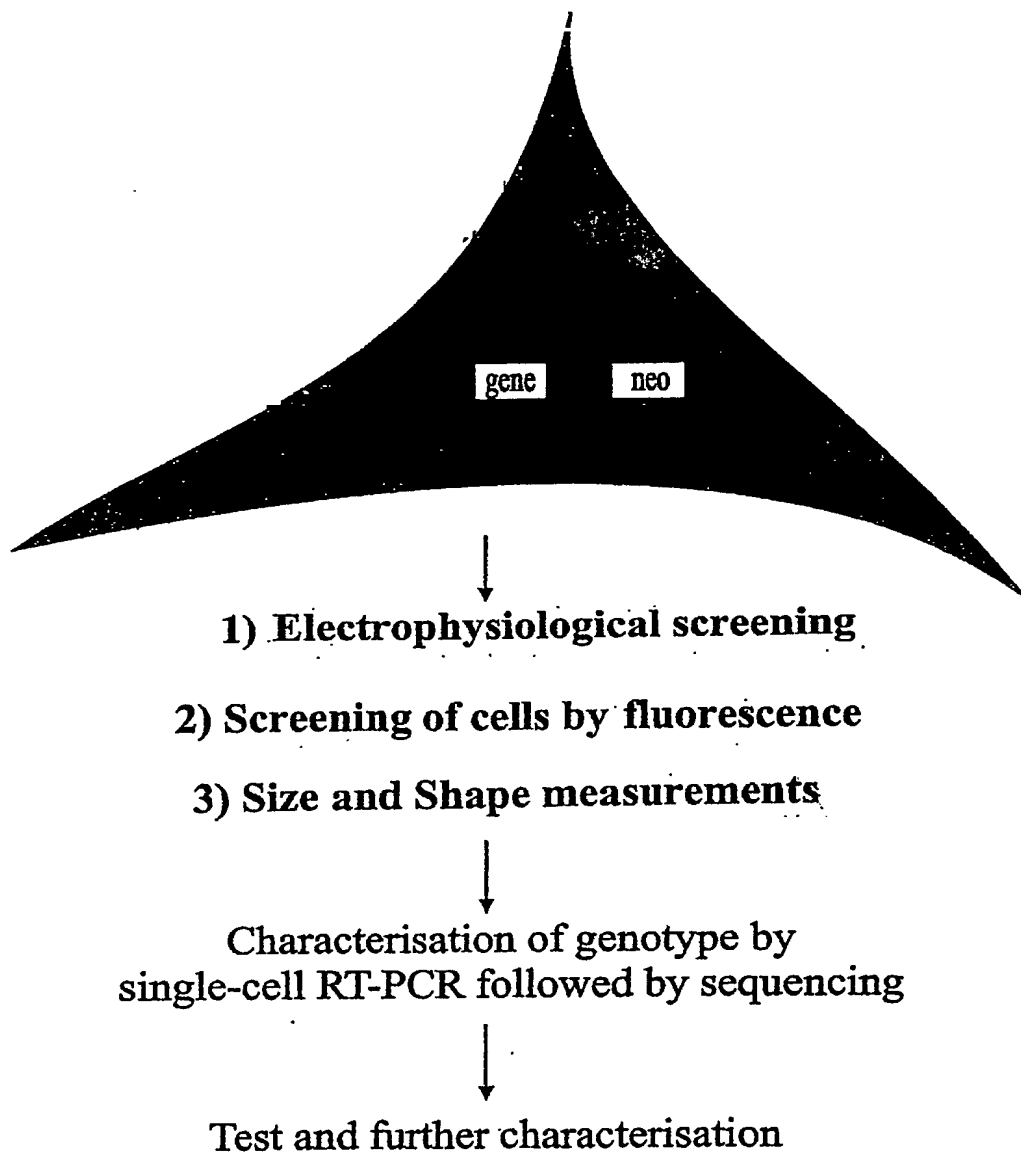 gene neo
1) Electrophysiological screening
2) Screening of cells by fluorescence
3) Size and Shape measurements
Characterisation of genotype by
single-cell RT-PCR followed by sequencing
Test and further characterisation